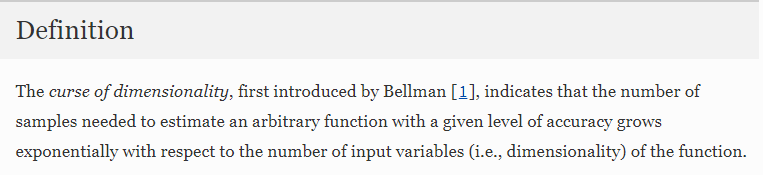 Definition
The curse of dimensionality, first introduced by Bellman [1], indicates that the number of
samples needed to estimate an arbitrary function with a given level of accuracy grows
exponentially with respect to the number of input variables (i.e., dimensionality) of the function.